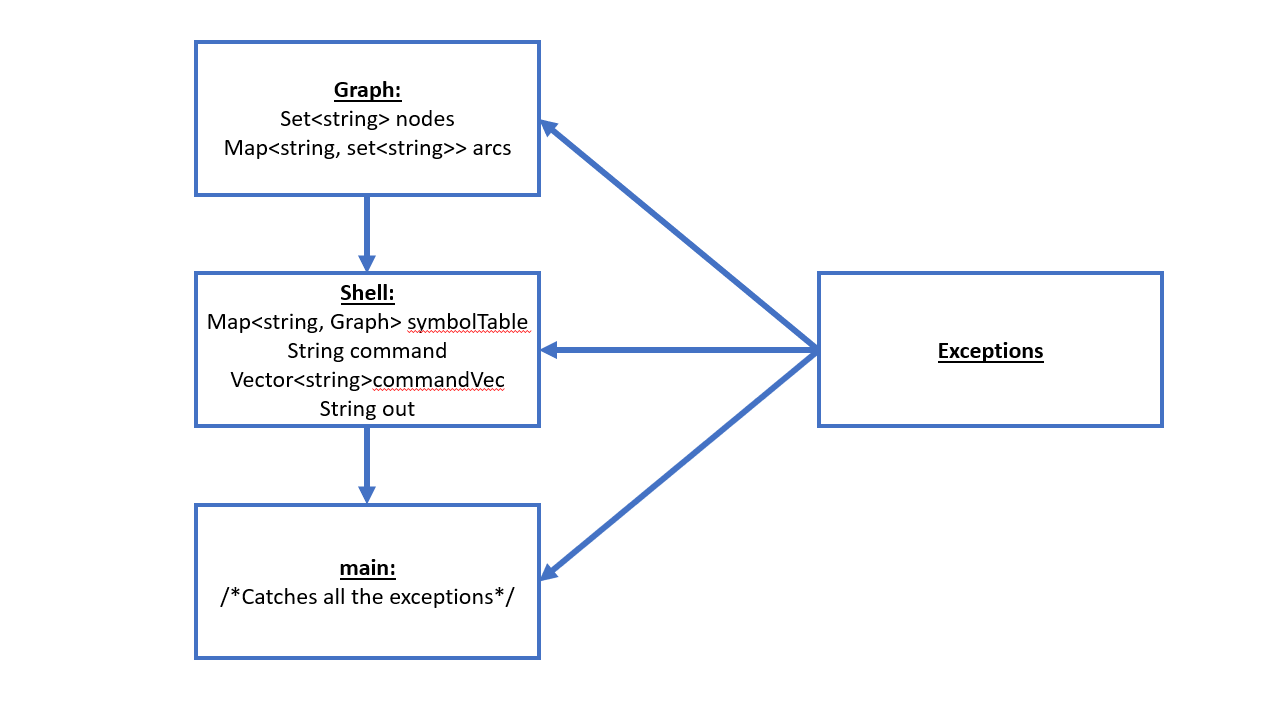 Graph:
Set<string> nodes
Map<string, set<string>> arcs
Shell:
Map<string, Graph> symbolTable
String command
Vector<string>commandVec
String out
main:
/*Catches all the exceptions*/
Exceptions